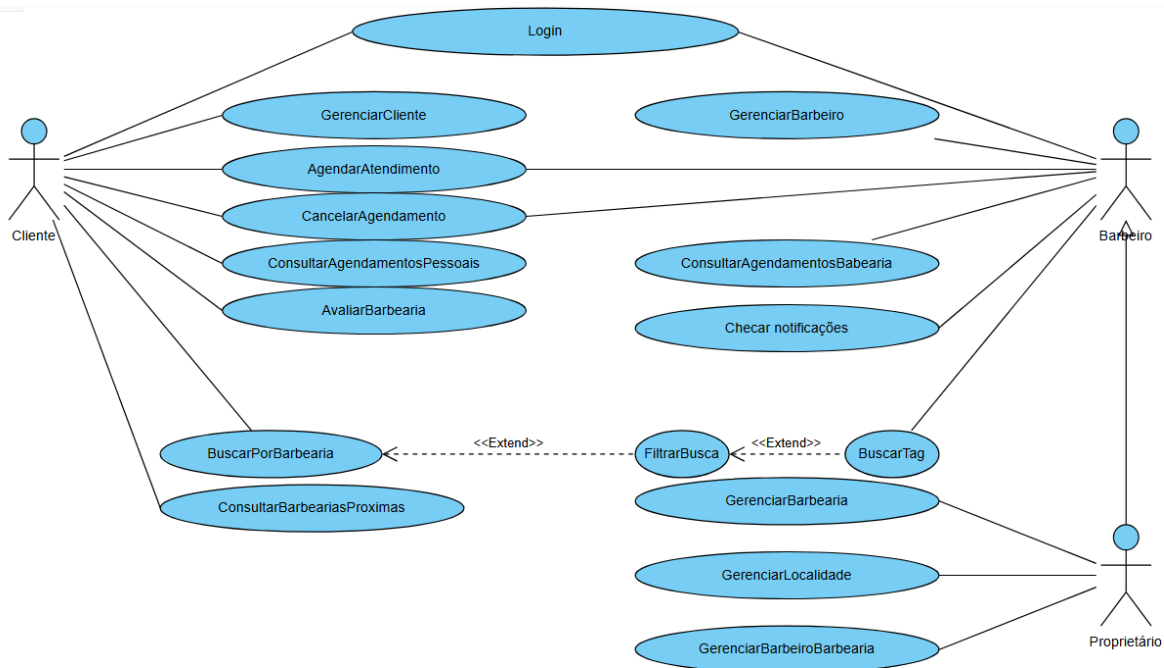 Login
GerenciarCliente
GerenciarBarbeiro
AgendarAtendimento
CancelarAgendamento
Cliente
Barbeiro
ConsultarAgendamentosPessoais
ConsultarAgendamentosBabearia
AvaliarBarbearia
Checar notificações
<<Extend>>
<<Extend>>
BuscarPorBarbearia
FiltrarBusca
BuscarTag
ConsultarBarbeariasProximas
GerenciarBarbearia
GerenciarLocalidade
Proprietário
GerenciarBarbeiroBarbearia